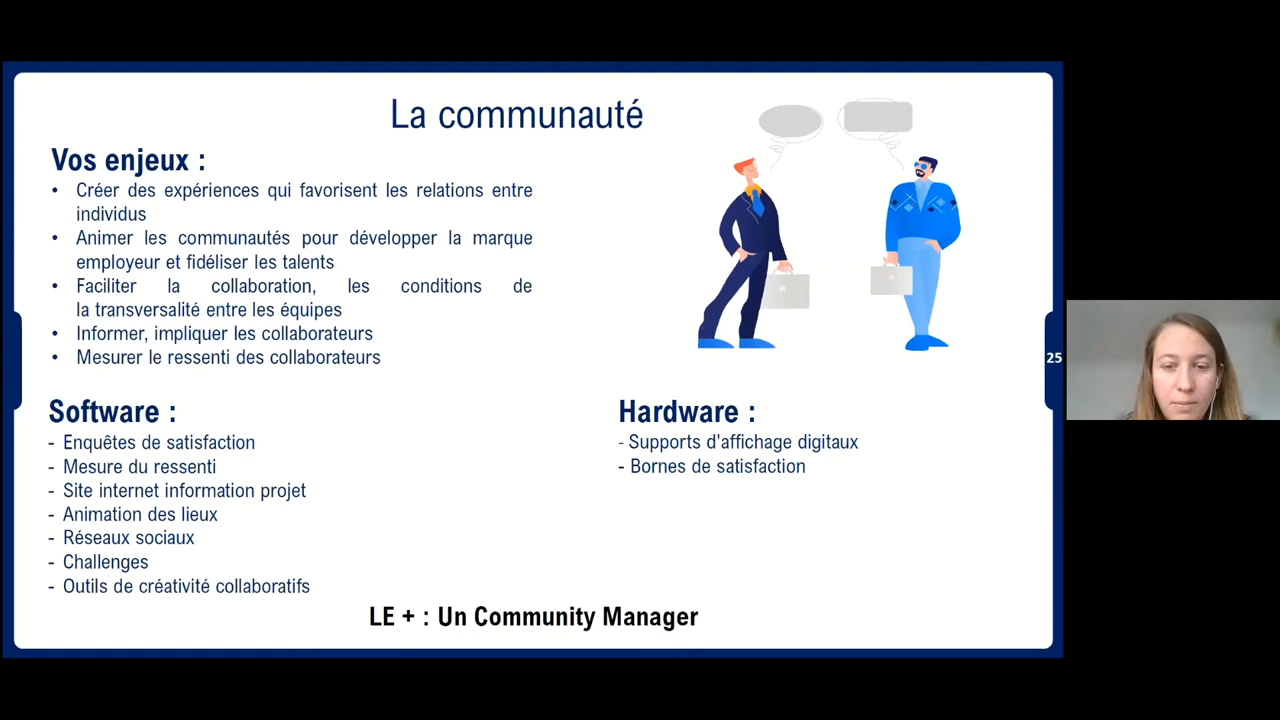 La communauté
Vos enjeux :
• Créer des expériences qui favorisent les relations entre
individus
• Animer les communautés pour développer la marque
employeur et fidéliser les talents
• Faciliter la collaboration, les conditions de
la transversalité entre les équipes
• Informer, impliquer les collaborateurs
• Mesurer le ressenti des collaborateurs
25
Software :
- Enquêtes de satisfaction
- Mesure du ressenti
- Site internet information projet
- Animation des lieux
- Réseaux sociaux
- Challenges
- Outils de créativité collaboratifs
Hardware :
- Supports d'affichage digitaux
- Bornes de satisfaction
LE + : Un Community Manager